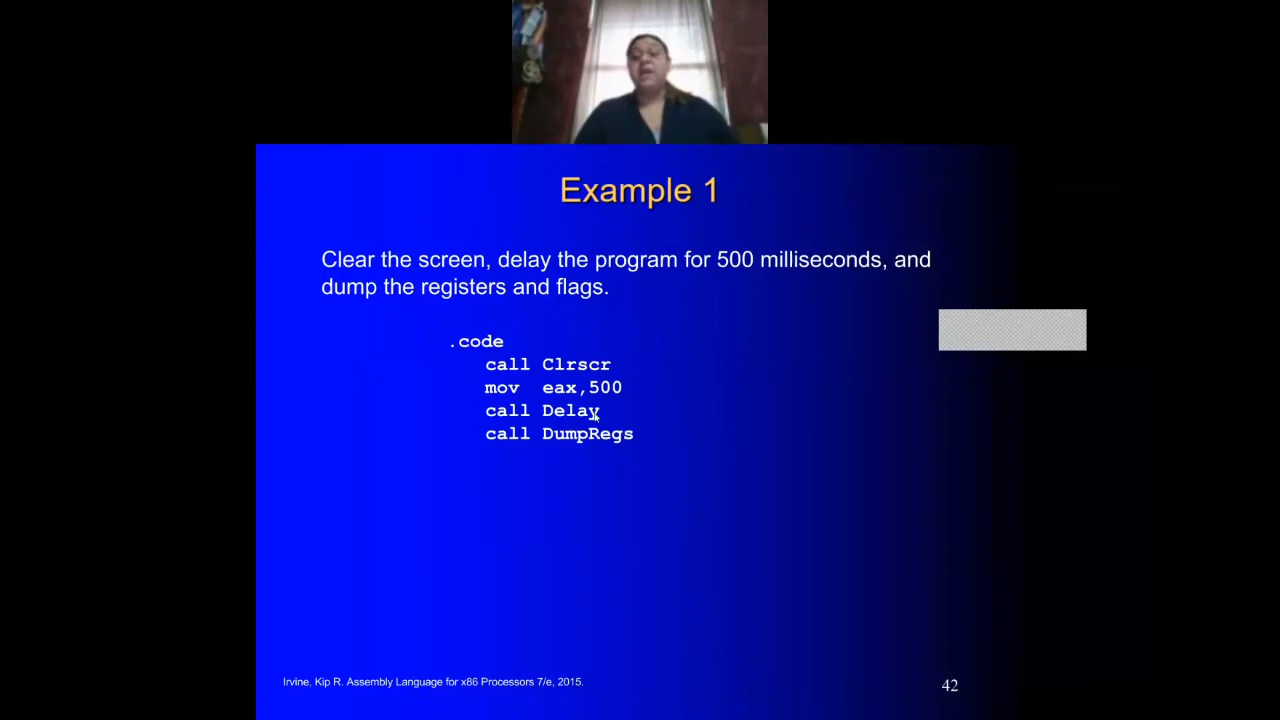 Example 1
Clear the screen, delay the program for 500 milliseconds, and
dump the registers and flags.
.code
call Clrscr
mov eax,500
call Delay
call DumpRegs
Irvine, Kip R. Assembly Language for x86 Processors 7/e, 2015.
42